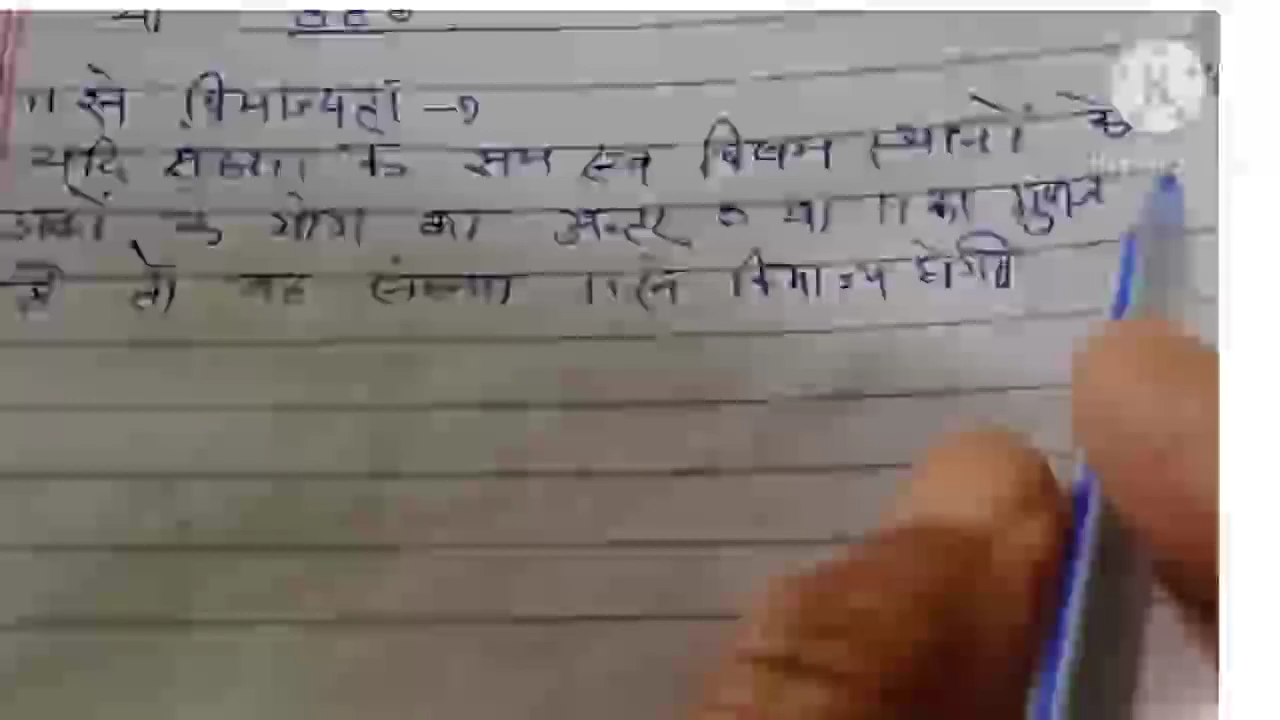 या
11 से विभाज्यता →
यदि संख्या के सम एवं विषम स्थानों के
अंकों के योग का अन्तर 0 या 11 का गुणज
हो तो वह संख्या 11 से विभाज्य होगी